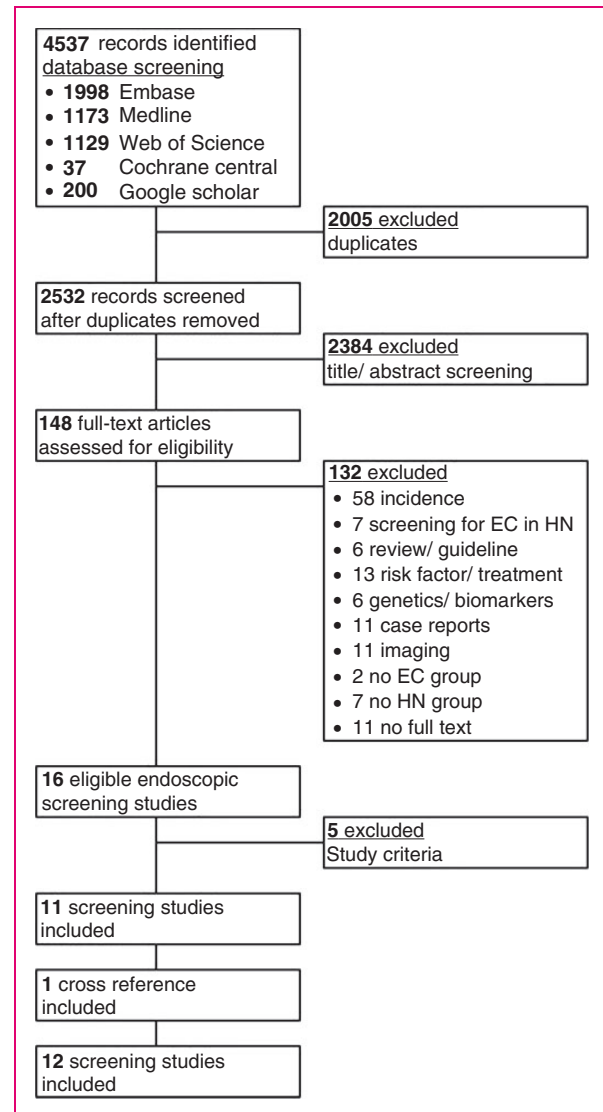 4537 records identified
database screening
• 1998 Embase
• 1173 Medline
• 1129 Web of Science
• 37 Cochrane central
• 200 Google scholar
2005 excluded
duplicates
2532 records screened
after duplicates removed
2384 excluded
title/ abstract screening
148 full-text articles
assessed for eligibility
132 excluded
• 58 incidence
• 7 screening for EC in HN
• 6 review/ guideline
• 13 risk factor/ treatment
• 6 genetics/ biomarkers
• 11 case reports
• 11 imaging
• 2 no EC group
• 7 no HN group
• 11 no full text
16 eligible endoscopic
screening studies
5 excluded
Study criteria
11 screening studies
included
1 cross reference
included
12 screening studies
included